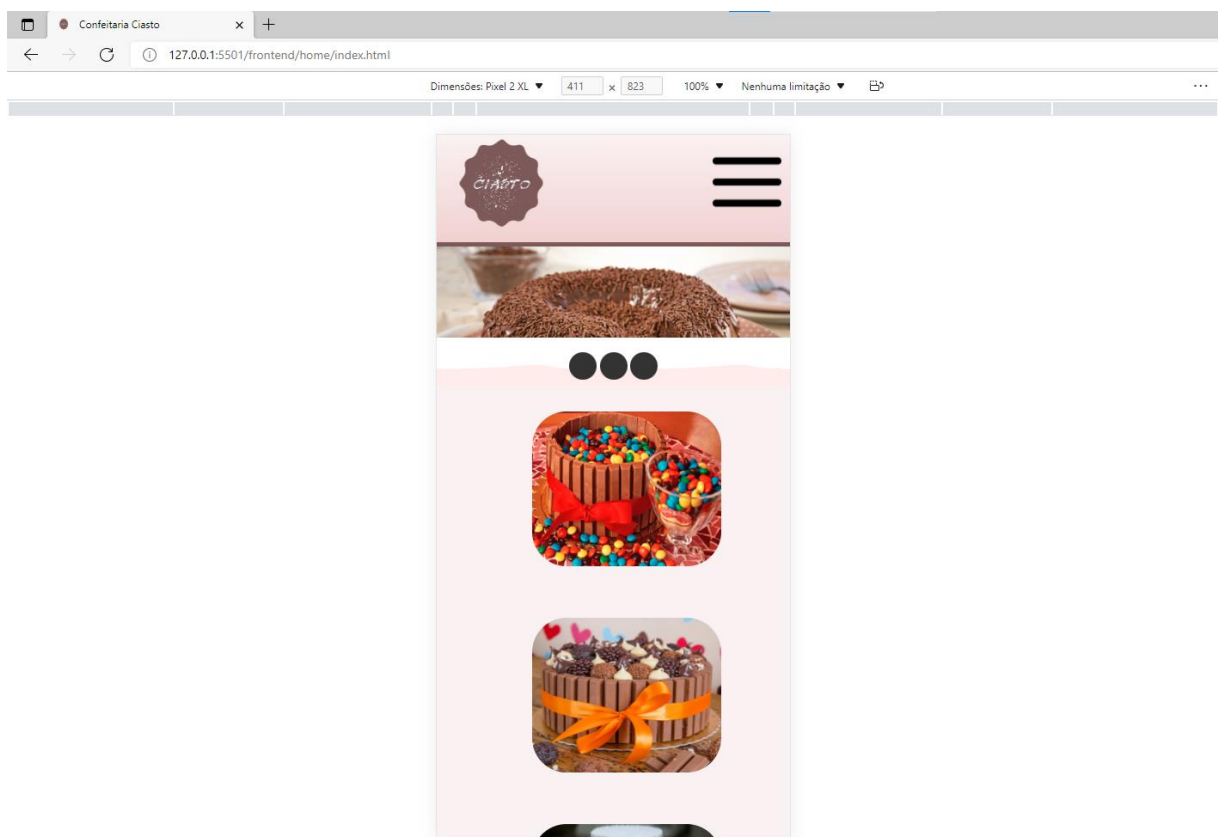 Confeitaria Ciasto
127.0.0.1:5501/frontend/home/index.html
Dimensões: Pixel 2 XL ▼ 411 x 823 100% ▼ Nenhuma limitação ▼
CIASTO